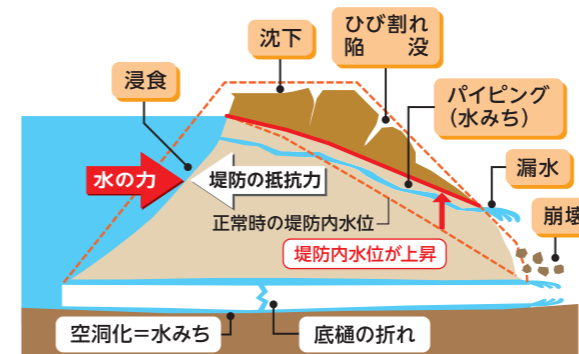 沈下
ひび割れ
陥 没
浸食
パイピング
（水みち）
漏水
水の力
堤防の抵抗力
正常時の堤防内水位
崩壊
堤防内水位が上昇
空洞化＝水みち
底樋の折れ